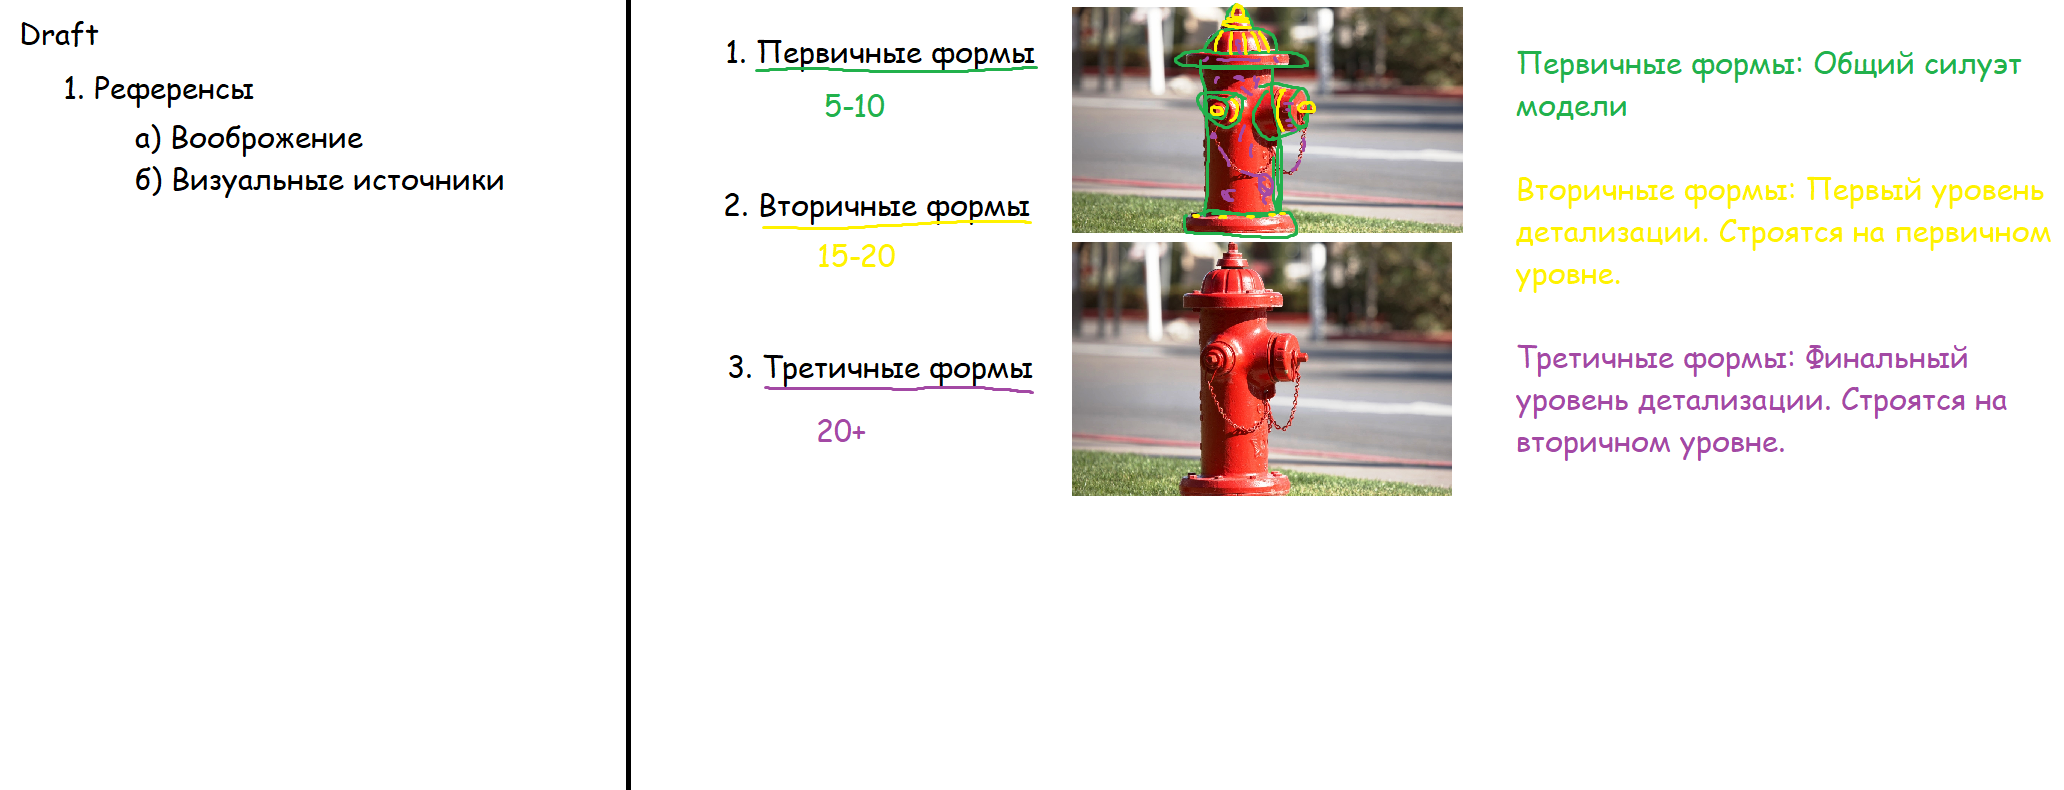 Draft
1. Референсы
а) Вооброжение
б) Визуальные источники
1. Первичные формы
5-10
2. Вторичные формы
15-20
3. Третичные формы
20+
Первичные формы: Общий силуэт
модели
Вторичные формы: Первый уровень
детализации. Строятся на первичном
уровне.
Третичные формы: Финальный
уровень детализации. Строятся на
вторичном уровне.